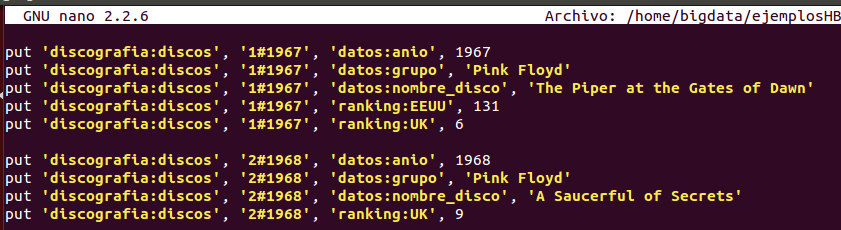 GNU nano 2.2.6 Archivo: /home/bigdata/ejemplosHB
put 'discografia:discos', '1#1967', 'datos:anio', 1967
put 'discografia:discos', '1#1967', 'datos:grupo', 'Pink Floyd'
put 'discografia:discos', '1#1967', 'datos:nombre_disco', 'The Piper at the Gates of Dawn'
put 'discografia:discos', '1#1967', 'ranking:EEUU', 131
put 'discografia:discos', '1#1967', 'ranking:UK', 6
put 'discografia:discos', '2#1968', 'datos:anio', 1968
put 'discografia:discos', '2#1968', 'datos:grupo', 'Pink Floyd'
put 'discografia:discos', '2#1968', 'datos:nombre_disco', 'A Saucerful of Secrets'
put 'discografia:discos', '2#1968', 'ranking:UK', 9